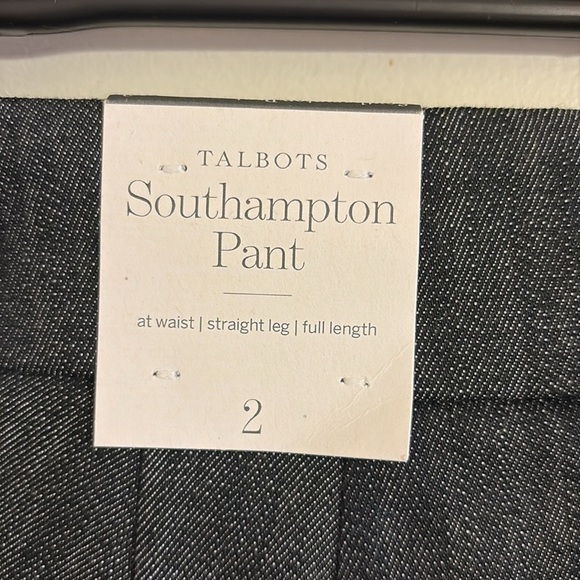 TALBOTS
Southampton
Pant
at waist | straight leg | full length
2